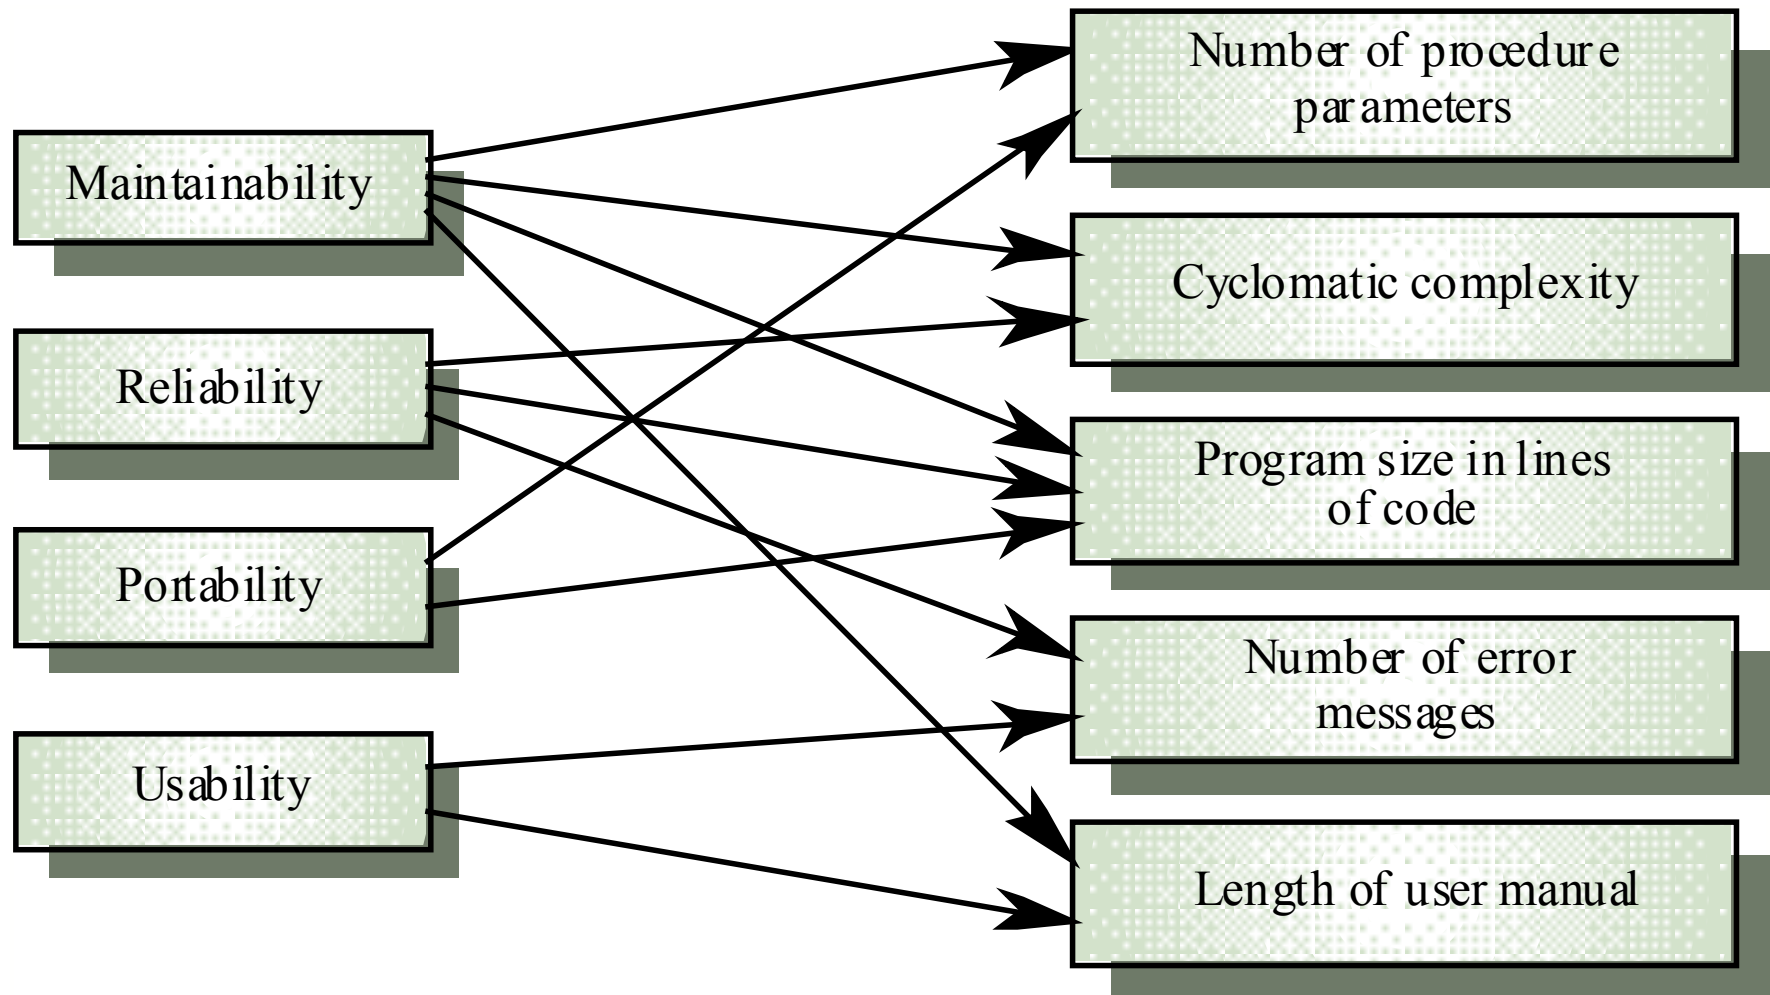 Maintainability
Reliability
Portability
Usability
Number of procedure
parameters
Cyclomatic complexity
Program size in lines
of code
Number of error
messages
Length of user manual